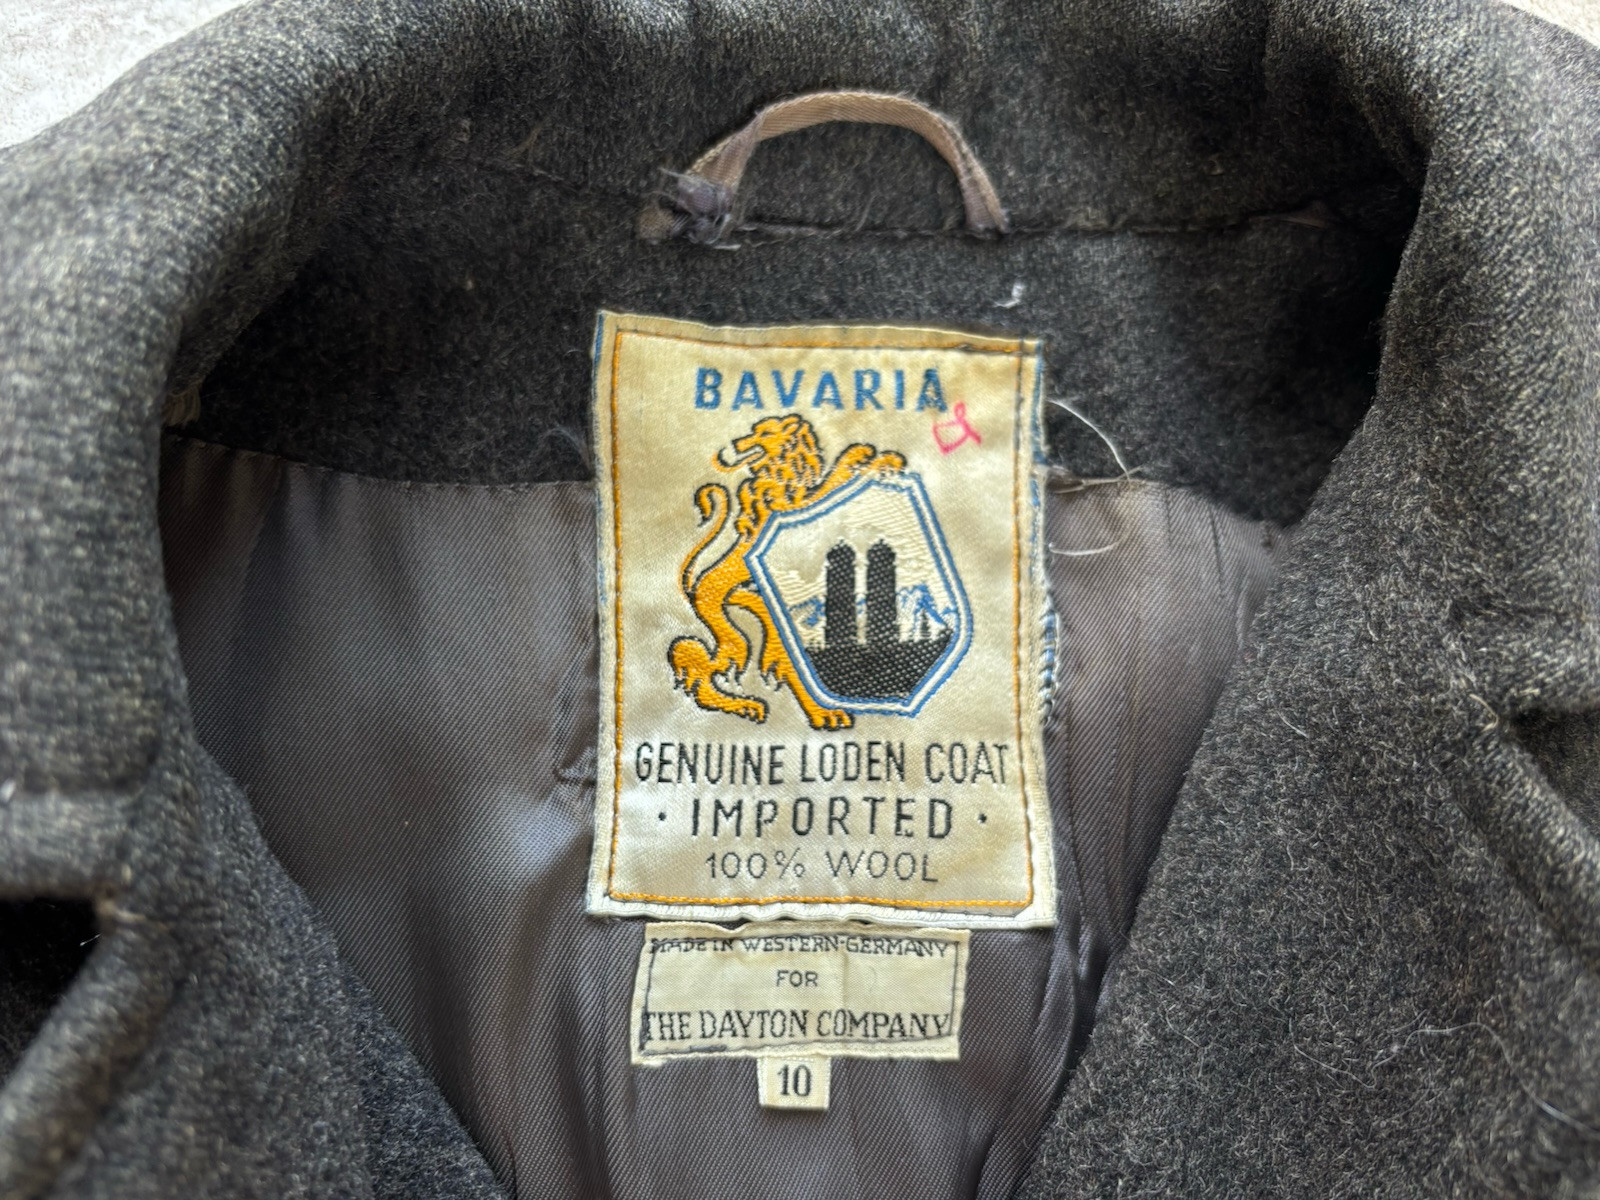 BAVARIA
GENUINE LODEN COAT
· IMPORTED ·
100% WOOL
MADE IN WESTERN-GERMANY
FOR
THE DAYTON COMPANY
10